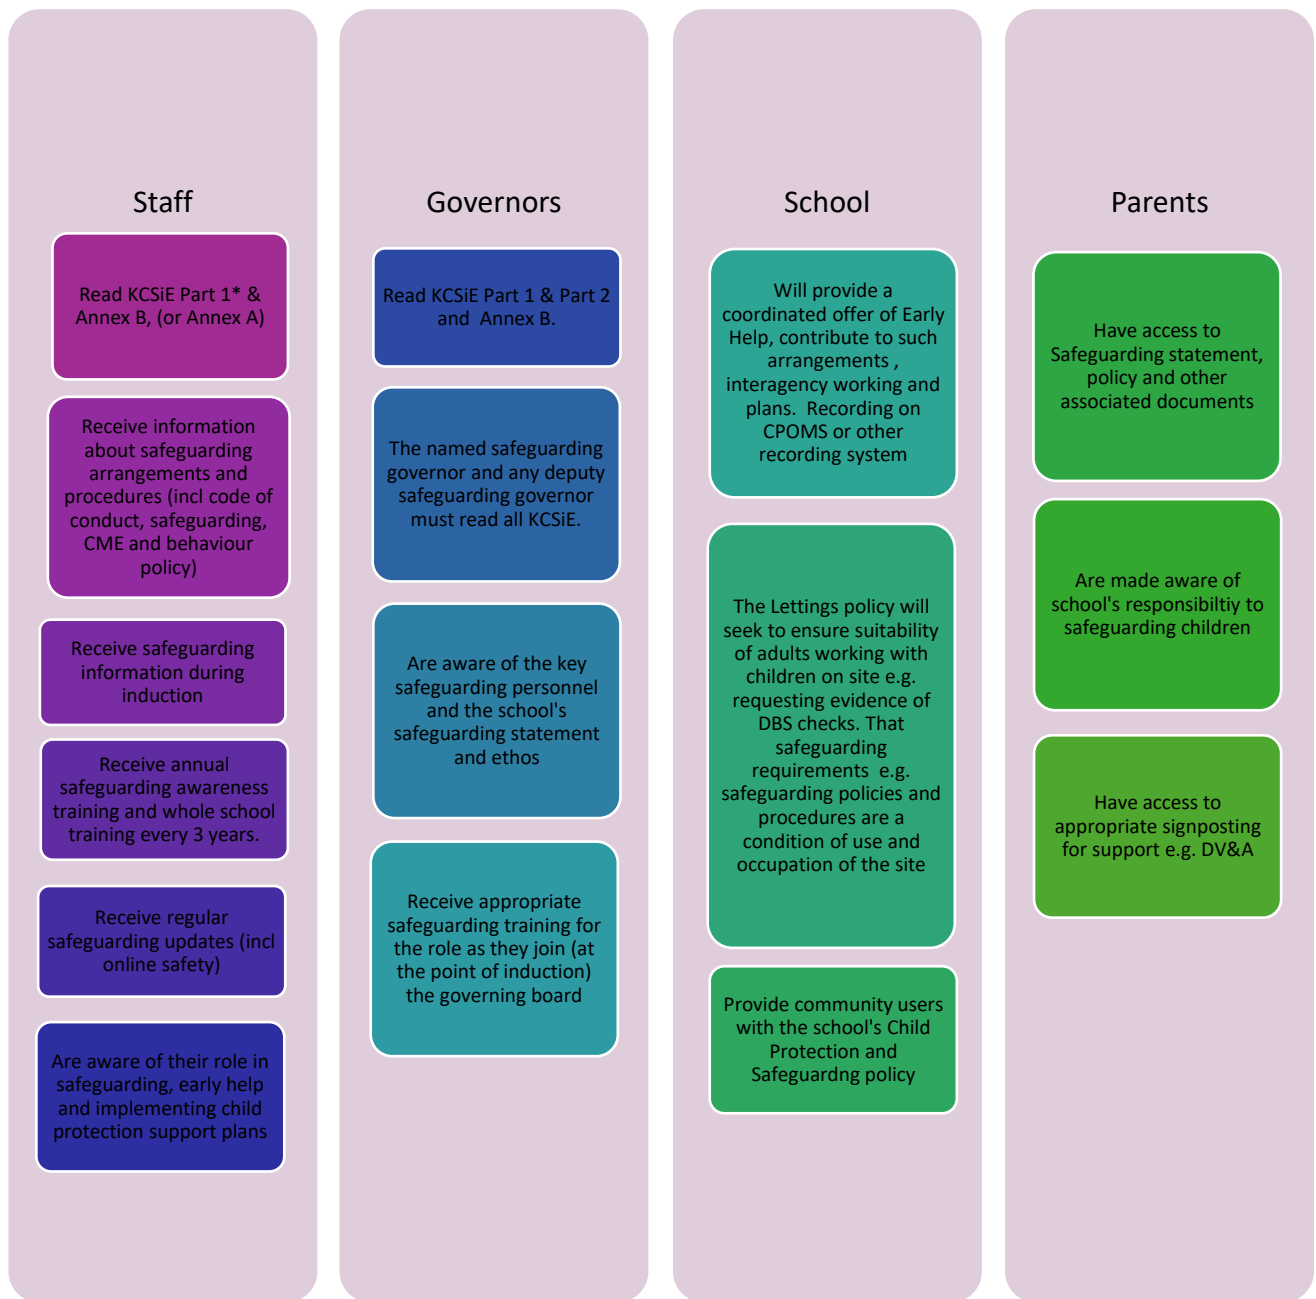 Staff
Read KCSiE Part 1* &
Annex B, (or Annex A)
Receive information
about safeguarding
arrangements and
procedures (incl code of
conduct, safeguarding,
CME and behaviour
policy)
Receive safeguarding
information during
induction
Receive annual
safeguarding awareness
training and whole school
training every 3 years.
Receive regular
safeguarding updates (incl
online safety)
Are aware of their role in
safeguarding, early help
and implementing child
protection support plans
Governors
Read KCSiE Part 1 & Part 2
and Annex B.
The named safeguarding
governor and any deputy
safeguarding governor
must read all KCSiE.
Are aware of the key
safeguarding personnel
and the school's
safeguarding statement
and ethos
Receive appropriate
safeguarding training for
the role as they join (at
the point of induction)
the governing board
School
Will provide a
coordinated offer of Early
Help, contribute to such
arrangements ,
interagency working and
plans. Recording on
CPOMS or other
recording system
The Lettings policy will
seek to ensure suitability
of adults working with
children on site e.g.
requesting evidence of
DBS checks. That
safeguarding
requirements e.g.
safeguarding policies and
procedures are a
condition of use and
occupation of the site
Provide community users
with the school's Child
Protection and
Safeguardng policy
Parents
Have access to
Safeguarding statement,
policy and other
associated documents
Are made aware of
school's responsibiltiy to
safeguarding children
Have access to
appropriate signposting
for support e.g. DV&A